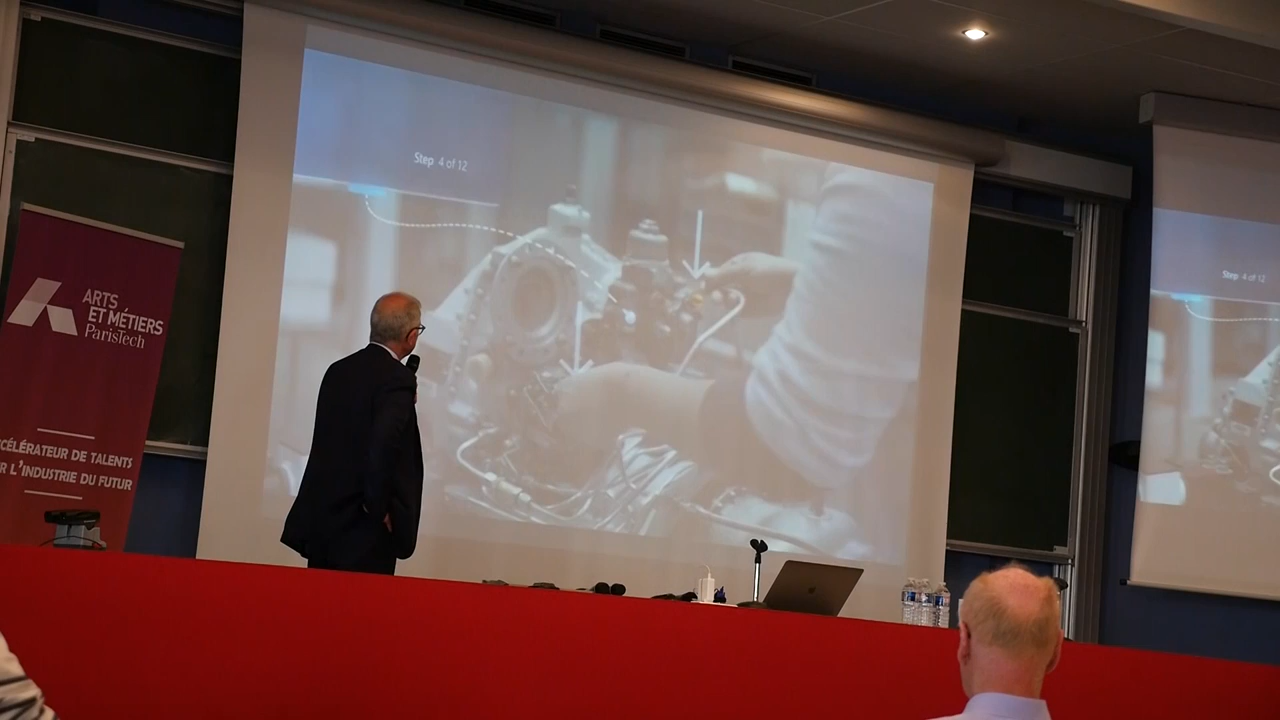 Step 4 of 12
Step 4 of 12
ARTS
ET MÉTIERS
ParisTech
CÉLÉRATEUR DE TALENTS
R L'INDUSTRIE DU FUTUR